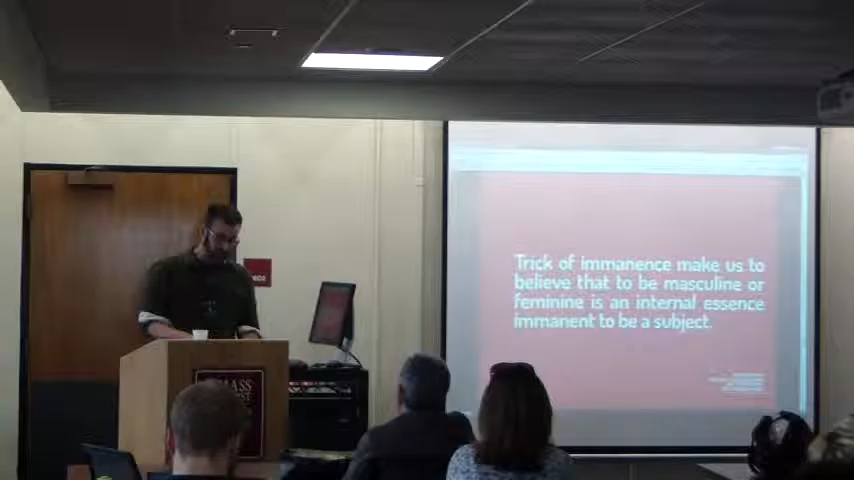 Trick of immanence make us to
believe that to be masculine or
feminine is an internal essence
immanent to be a subject.
MASS